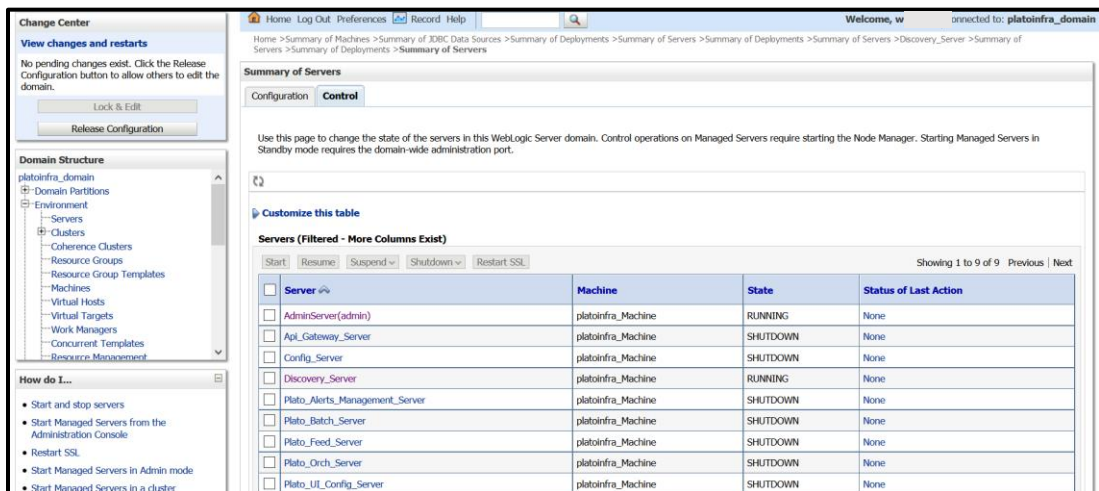 Change Center
View changes and restarts
No pending changes exist. Click the Release
Configuration button to allow others to edit the
domain.
Lock & Edit
Release Configuration
Domain Structure
platoinfra_domain
Domain Partitions
Environment
Servers
Clusters
Coherence Clusters
Resource Groups
Resource Group Templates
Machines
Virtual Hosts
Virtual Targets
Work Managers
Concurrent Templates
Resource Management
How do I...
Start and stop servers
Start Managed Servers from the
Administration Console
Restart SSL
Start Managed Servers in Admin mode
Start Managed Servers in a cluster
Home Log Out Preferences Record Help
Welcome, w onnected to: platoinfra_domain
Home >Summary of Machines >Summary of JDBC Data Sources >Summary of Deployments >Summary of Servers >Summary of Deployments >Summary of Servers >Discovery_Server >Summary of
Servers >Summary of Deployments >Summary of Servers
Summary of Servers
Configuration Control
Use this page to change the state of the servers in this WebLogic Server domain. Control operations on Managed Servers require starting the Node Manager. Starting Managed Servers in
Standby mode requires the domain-wide administration port.
Customize this table
Servers (Filtered - More Columns Exist)
Start Resume Suspend Shutdown Restart SSL Showing 1 to 9 of 9 Previous | Next
Server Machine State Status of Last Action
AdminServer(admin) platoinfra_Machine RUNNING None
Api_Gateway_Server platoinfra_Machine SHUTDOWN None
Config_Server platoinfra_Machine SHUTDOWN None
Discovery_Server platoinfra_Machine RUNNING None
Plato_Alerts_Management_Server platoinfra_Machine SHUTDOWN None
Plato_Batch_Server platoinfra_Machine SHUTDOWN None
Plato_Feed_Server platoinfra_Machine SHUTDOWN None
Plato_Orch_Server platoinfra_Machine SHUTDOWN None
Plato_UI_Config_Server platoinfra_Machine SHUTDOWN None